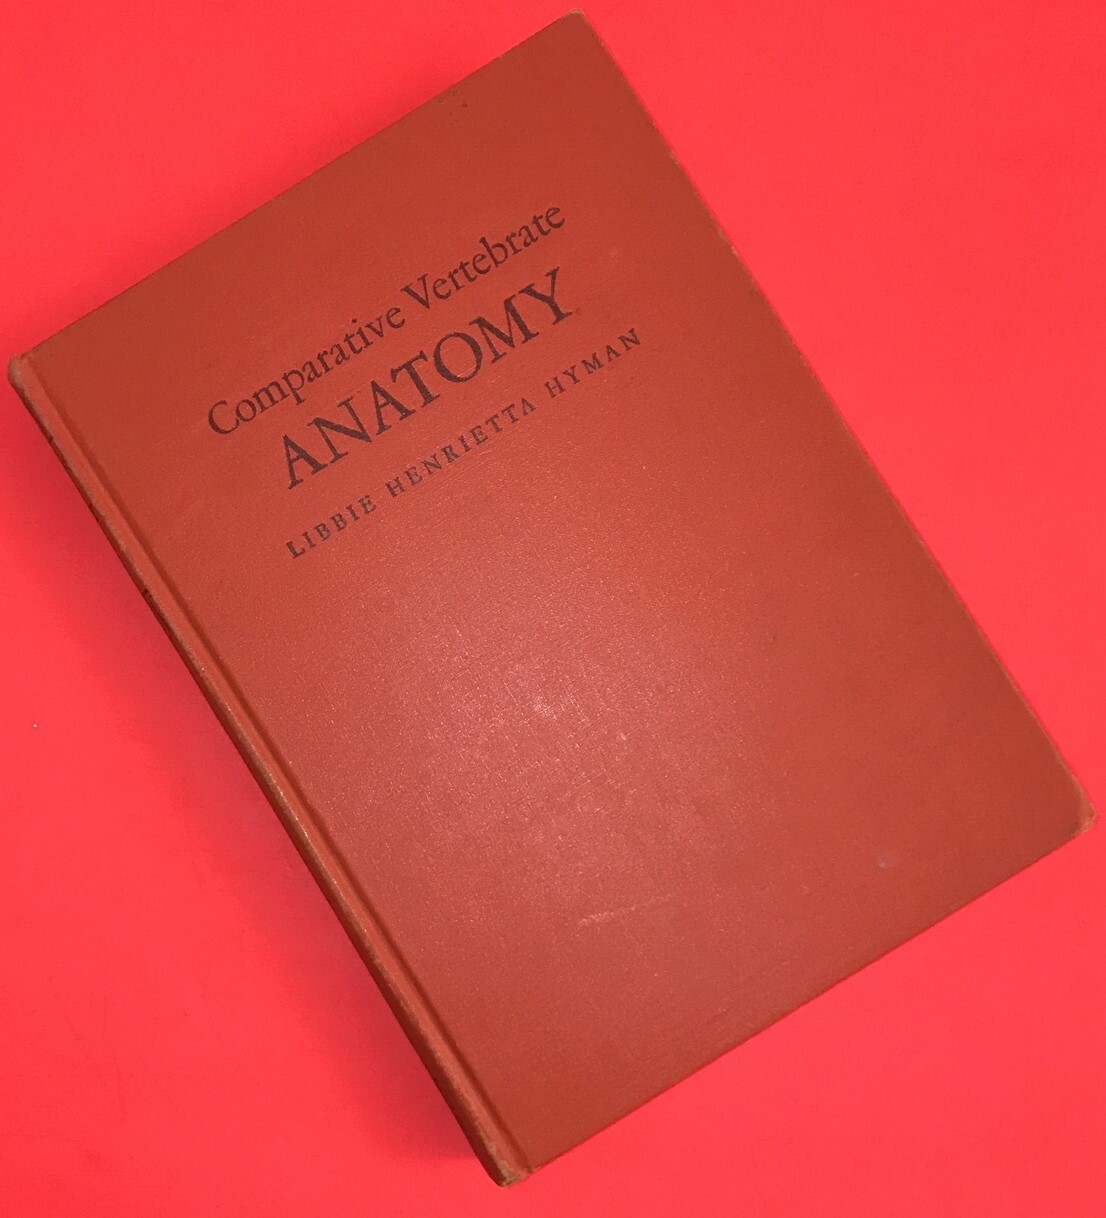 Comparative Vertebrate
ANATOMY
LIBBIE HENRIETTA HYMAN